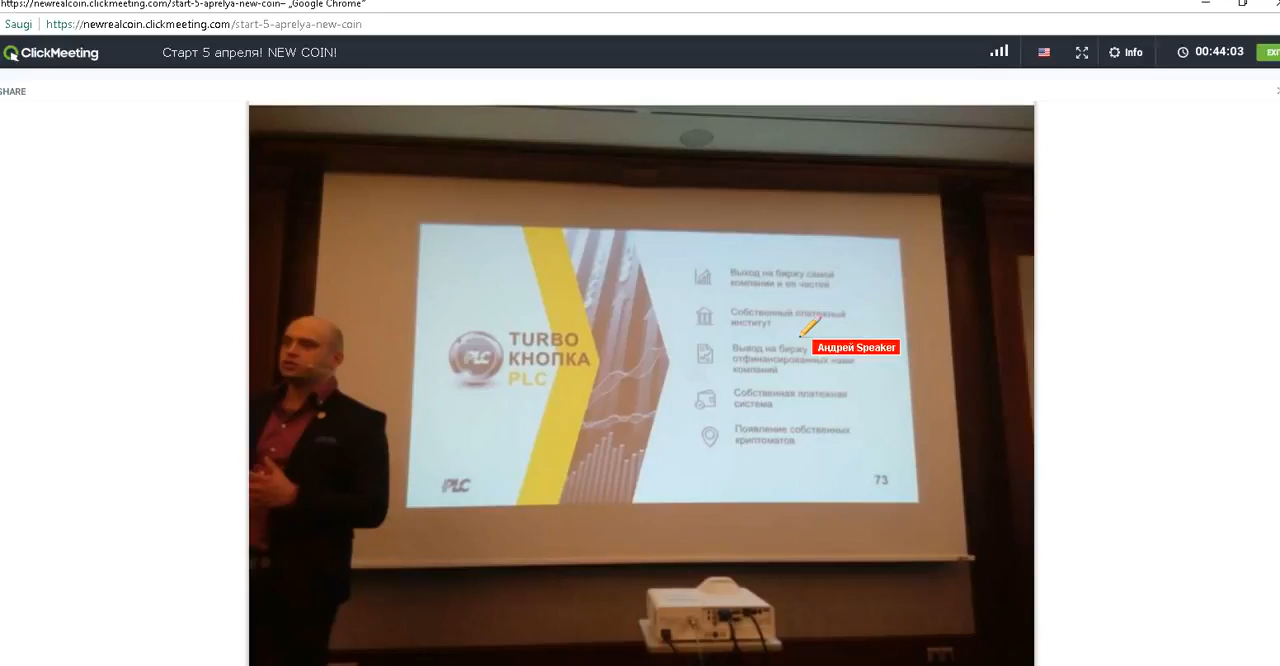 https://newrealcoin.clickmeeting.com/start-5-aprelya-new-coin– „Google Chrome“
Saugi https://newrealcoin.clickmeeting.com/start-5-aprelya-new-coin
ClickMeeting Старт 5 апреля! NEW COIN! Info 00:44:03
SHARE
Выход на биржу самой
компании и ее частей
Собственный платежный
институт
Андрей Speaker
Вывод на биржу
отфинансированных нами
компаний
Собственная платежная
система
Появление собственных
криптоматов
PLC
TURBO
КНОПКА
PLC
PLC
73